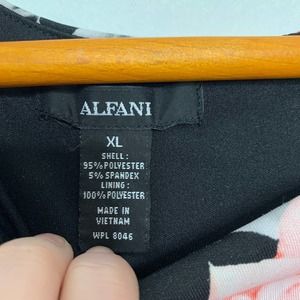 ALFANI
XL
SHELL:
95% POLYESTER
5% SPANDEX
LINING:
100% POLYESTER
MADE IN
VIETNAM
WPL 8046